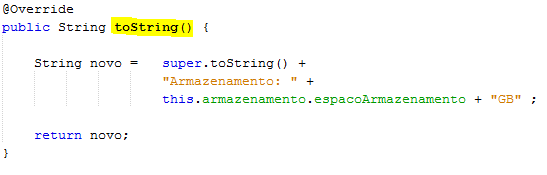 @Override
public String toString() {
String novo = super.toString() +
"Armazenamento: " +
this.armazenamento.espacoArmazenamento + "GB" ;
return novo;
}